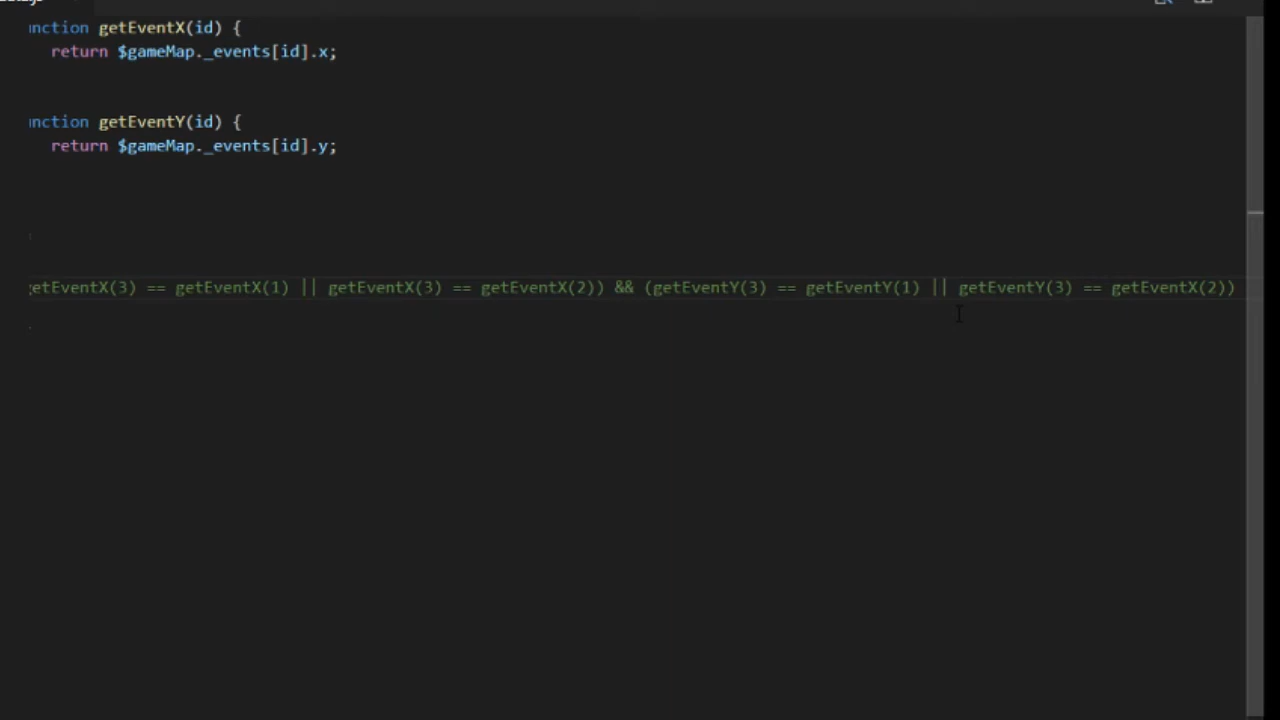 nction getEventX(id) {
return $gameMap._events[id].x;
nction getEventY(id) {
return $gameMap._events[id].y;
getEventX(3) == getEventX(1) || getEventX(3) == getEventX(2)) && (getEventY(3) == getEventY(1) || getEventY(3) == getEventX(2))